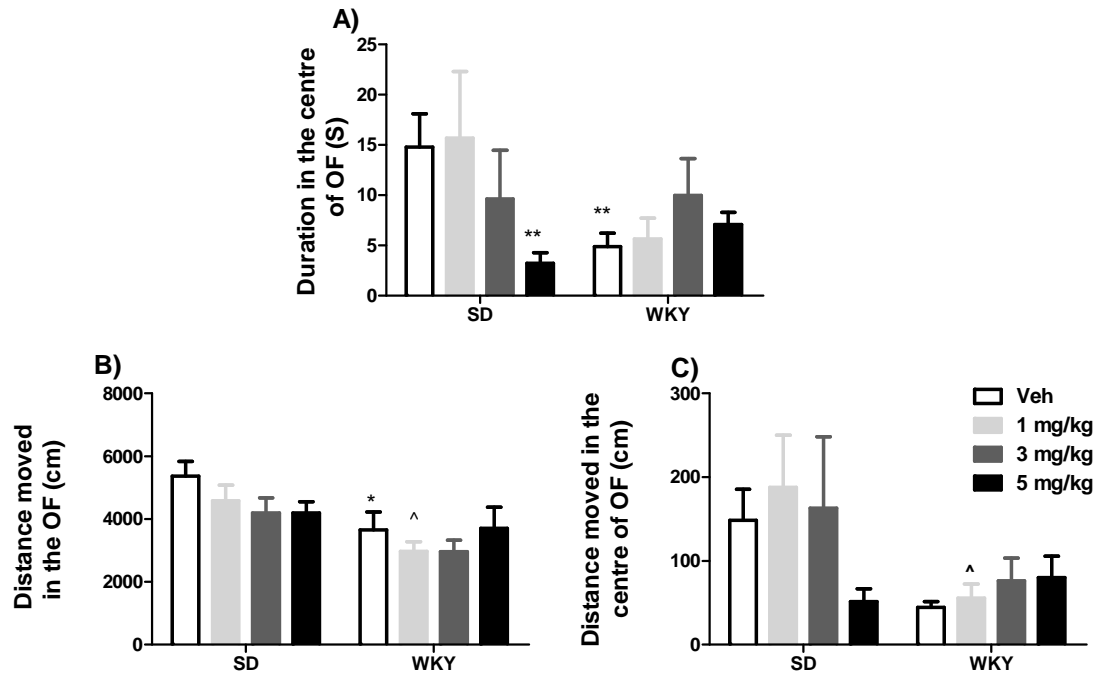 A)
Duration in the centre
of OF (S)
25
20
15
10
5
0
**
**
SD
WKY
B)
Distance moved
in the OF (cm)
8000
6000
4000
2000
0
*
^
SD
WKY
C)
Distance moved in the
centre of OF (cm)
300
200
100
0
^
SD
WKY
Veh
1 mg/kg
3 mg/kg
5 mg/kg